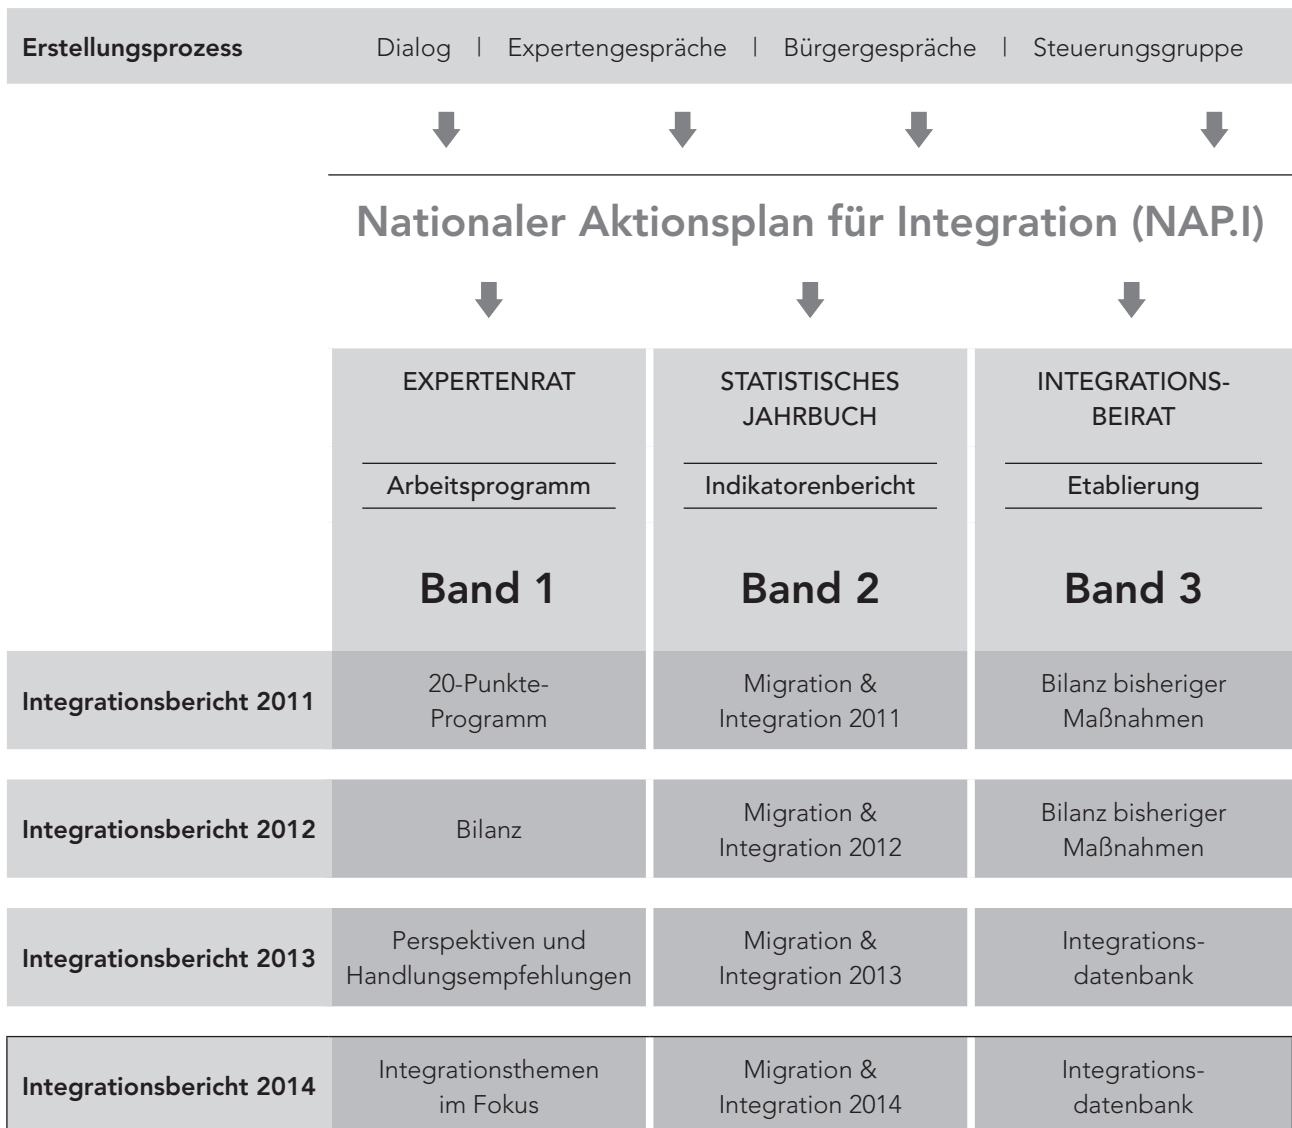 Erstellungsprozess Dialog | Expertengespräche | Bürgergespräche | Steuerungsgruppe
Nationaler Aktionsplan für Integration (NAP.I)
EXPERTENRAT
Arbeitsprogramm
Band 1
STATISTISCHES
JAHRBUCH
Indikatorenbericht
Band 2
INTEGRATIONS-
BEIRAT
Etablierung
Band 3
Integrationsbericht 2011
20-Punkte-
Programm
Migration &
Integration 2011
Bilanz bisheriger
Maßnahmen
Integrationsbericht 2012
Bilanz
Migration &
Integration 2012
Bilanz bisheriger
Maßnahmen
Integrationsbericht 2013
Perspektiven und
Handlungsempfehlungen
Migration &
Integration 2013
Integrations-
datenbank
Integrationsbericht 2014
Integrationsthemen
im Fokus
Migration &
Integration 2014
Integrations-
datenbank